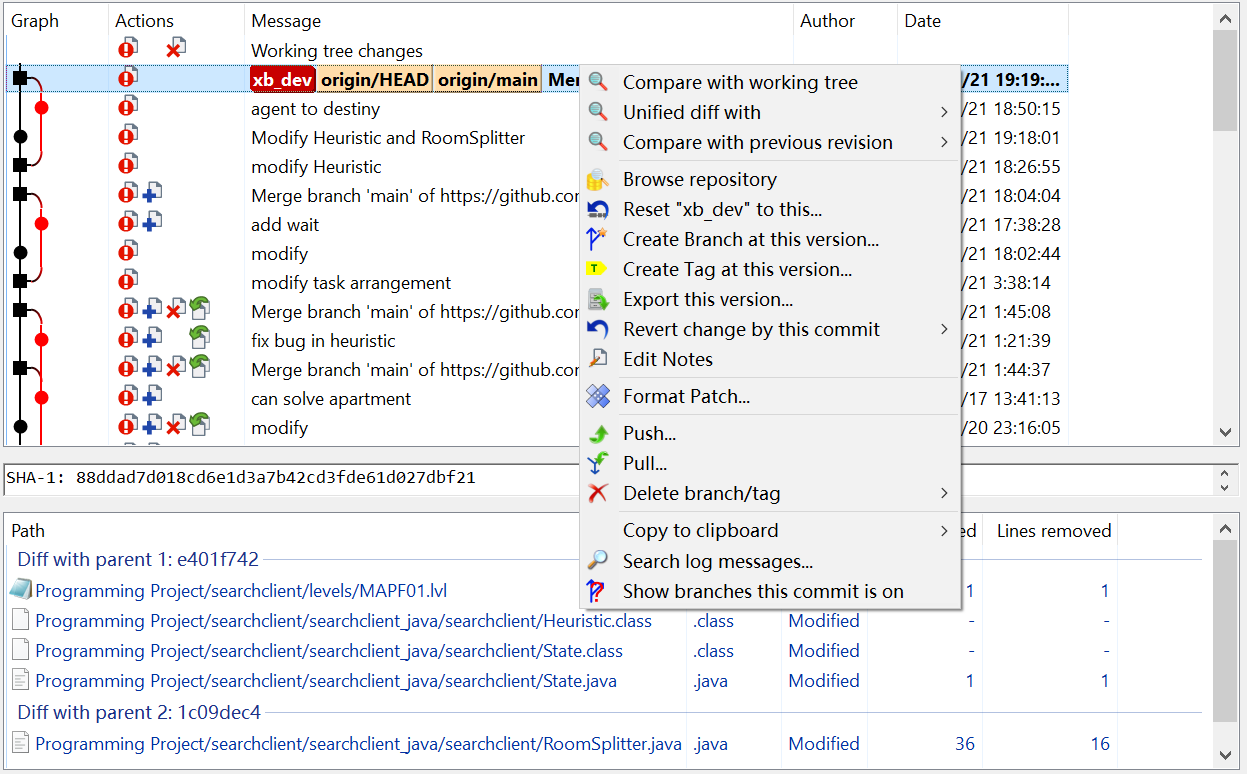 Graph Actions Message Author Date
Working tree changes
xb_dev origin/HEAD origin/main Mer /21 19:19:...
agent to destiny /21 18:50:15
Modify Heuristic and RoomSplitter /21 19:18:01
modify Heuristic /21 18:26:55
Merge branch 'main' of https://github.co /21 18:04:04
add wait /21 17:38:28
modify /21 18:02:44
modify task arrangement /21 3:38:14
Merge branch 'main' of https://github.co /21 1:45:08
fix bug in heuristic /21 1:21:39
Merge branch 'main' of https://github.co /21 1:44:37
can solve apartment /17 13:41:13
modify /20 23:16:05
Compare with working tree
Unified diff with
Compare with previous revision
Browse repository
Reset "xb_dev" to this...
Create Branch at this version...
T Create Tag at this version...
Export this version...
Revert change by this commit
Edit Notes
Format Patch...
Push...
Pull...
Delete branch/tag
Copy to clipboard
Search log messages...
Show branches this commit is on
SHA-1: 88ddad7d018cd6e1d3a7b42cd3fde61d027dbf21
Path ed Lines removed
Diff with parent 1: e401f742
Programming Project/searchclient/levels/MAPF01.lvl 1 1
Programming Project/searchclient/searchclient_java/searchclient/Heuristic.class .class Modified - -
Programming Project/searchclient/searchclient_java/searchclient/State.class .class Modified - -
Programming Project/searchclient/searchclient_java/searchclient/State.java .java Modified 1 1
Diff with parent 2: 1c09dec4
Programming Project/searchclient/searchclient_java/searchclient/RoomSplitter.java .java Modified 36 16